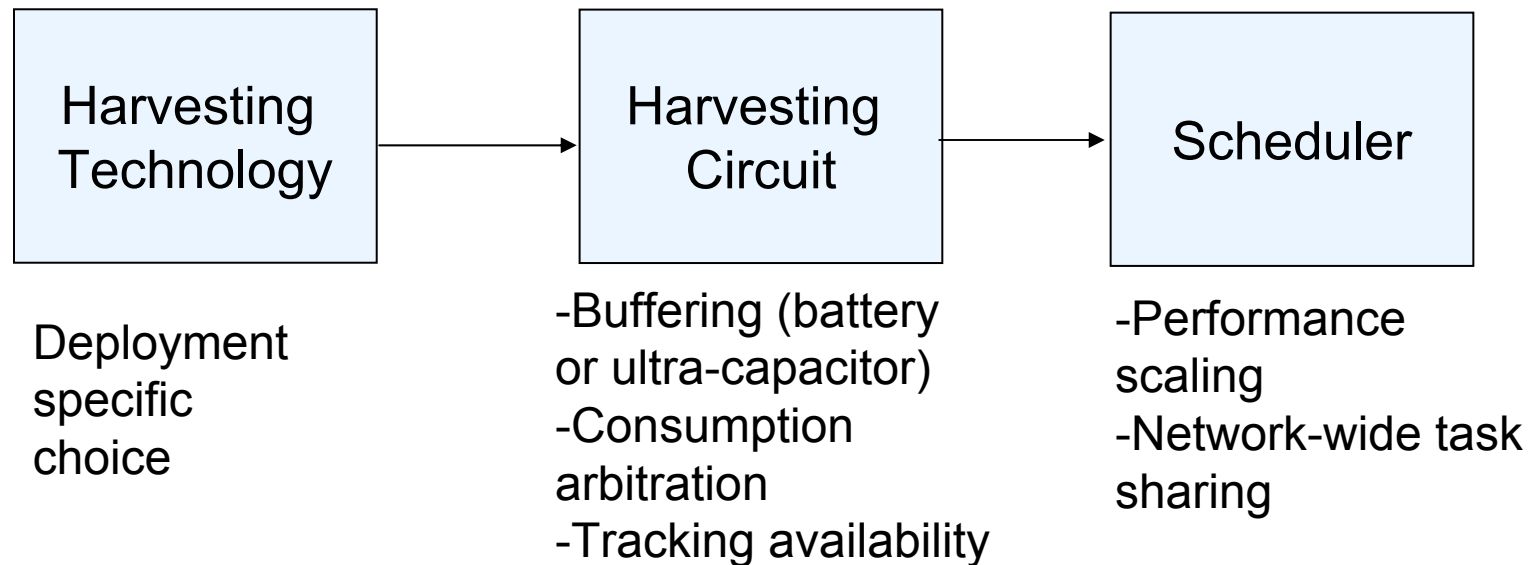 Harvesting
Technology
Harvesting
Circuit
Scheduler
Deployment
specific
choice
-Buffering (battery
or ultra-capacitor)
-Consumption
arbitration
-Tracking availability
-Performance
scaling
-Network-wide task
sharing